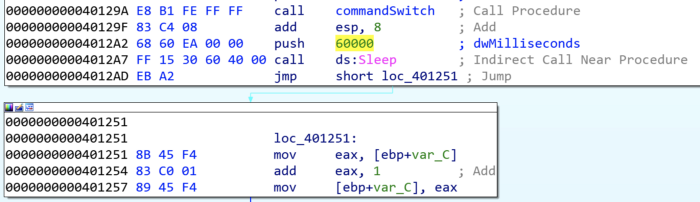 000000000040129A E8 B1 FE FF FF call commandSwitch ; Call Procedure
000000000040129F 83 C4 08 add esp, 8 ; Add
00000000004012A2 68 60 EA 00 00 push 60000 ; dwMilliseconds
00000000004012A7 FF 15 30 60 40 00 call ds:Sleep ; Indirect Call Near Procedure
00000000004012AD EB A2 jmp short loc_401251 ; Jump
0000000000401251
0000000000401251 loc_401251:
0000000000401251 8B 45 F4 mov eax, [ebp+var_C]
0000000000401254 83 C0 01 add eax, 1 ; Add
0000000000401257 89 45 F4 mov [ebp+var_C], eax